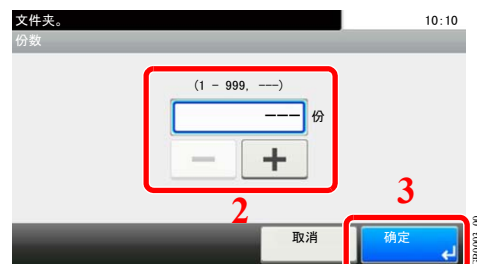 文件夹。 10:10
份数
(1 - 999, ---)
--- 份
- +
2
3
取消 确定